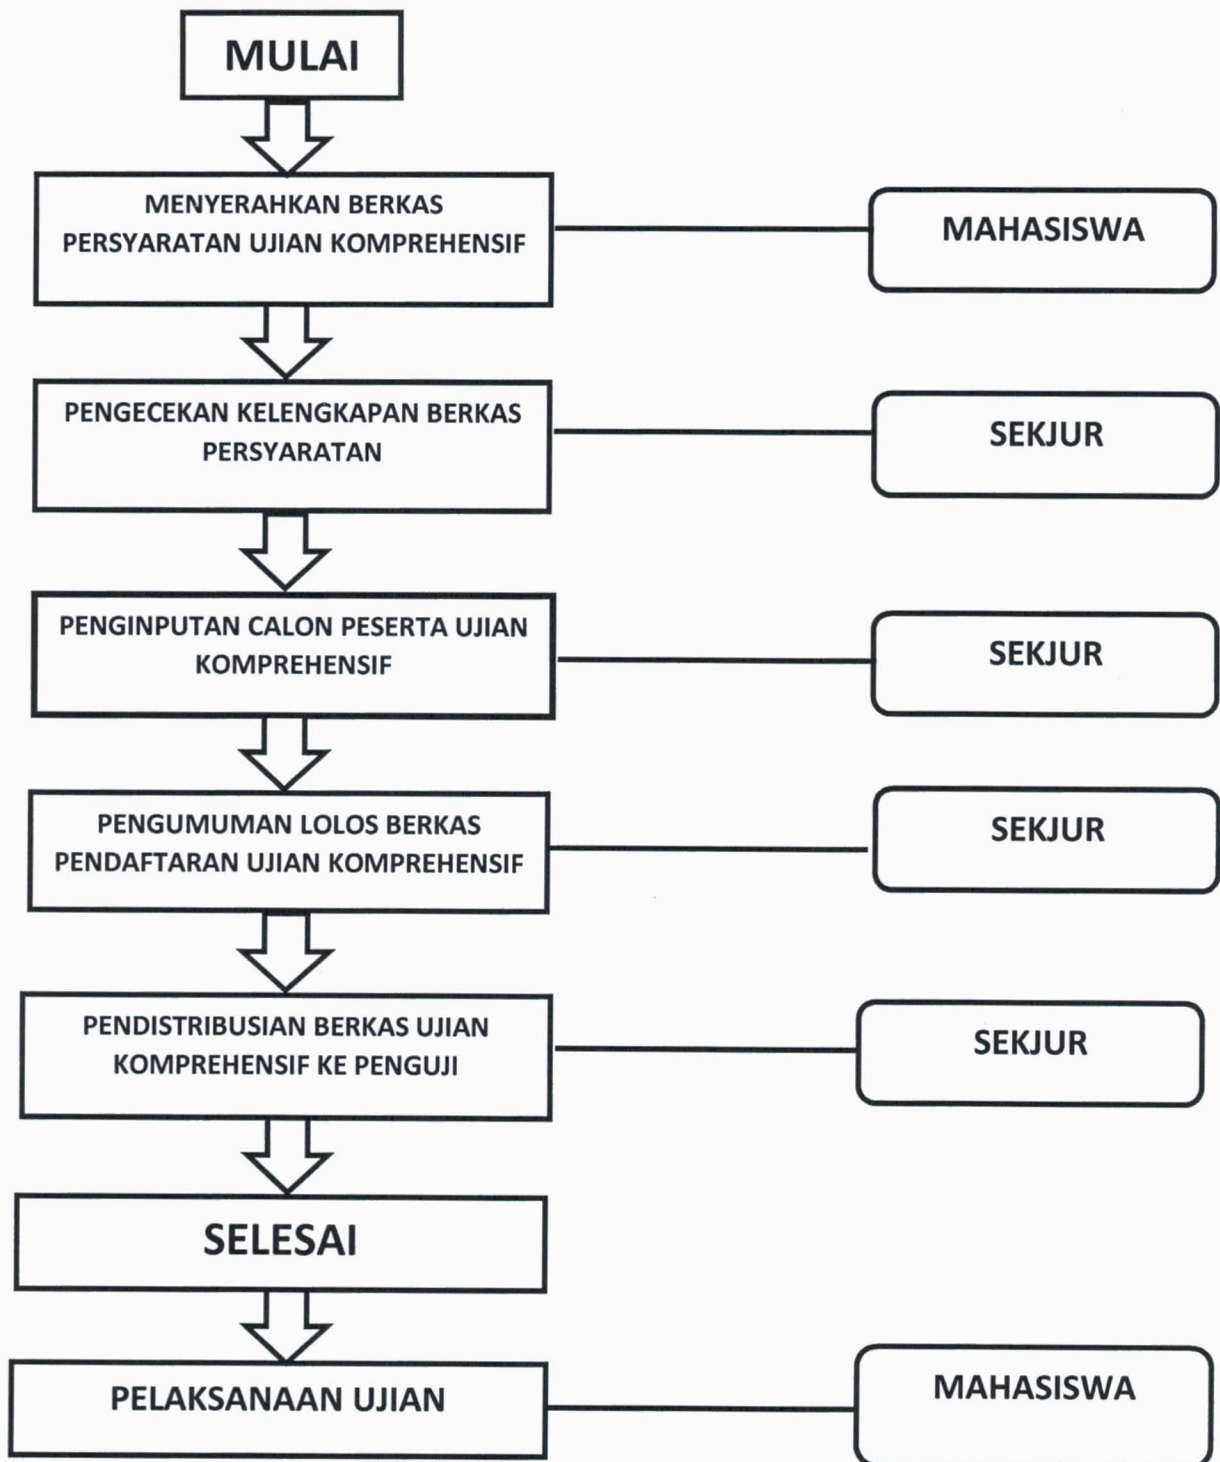 MULAI
MENYERAHKAN BERKAS
PERSYARATAN UJIAN KOMPREHENSIF
MAHASISWA
PENGECEKAN KELENGKAPAN BERKAS
PERSYARATAN
SEKJUR
PENGINPUTAN CALON PESERTA UJIAN
KOMPREHENSIF
SEKJUR
PENGUMUMAN LOLOS BERKAS
PENDAFTARAN UJIAN KOMPREHENSIF
SEKJUR
PENDISTRIBUSIAN BERKAS UJIAN
KOMPREHENSIF KE PENGUJI
SEKJUR
SELESAI
PELAKSANAAN UJIAN
MAHASISWA